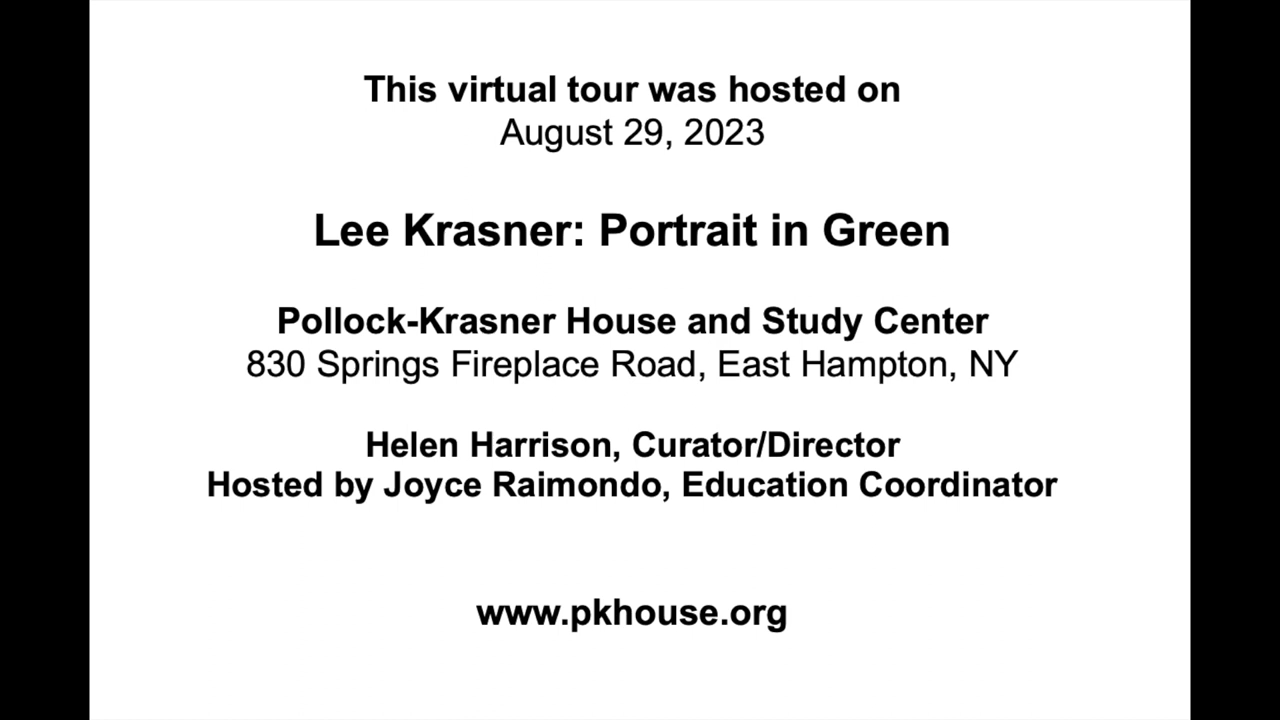 This virtual tour was hosted on
August 29, 2023
Lee Krasner: Portrait in Green
Pollock-Krasner House and Study Center
830 Springs Fireplace Road, East Hampton, NY
Helen Harrison, Curator/Director
Hosted by Joyce Raimondo, Education Coordinator
www.pkhouse.org